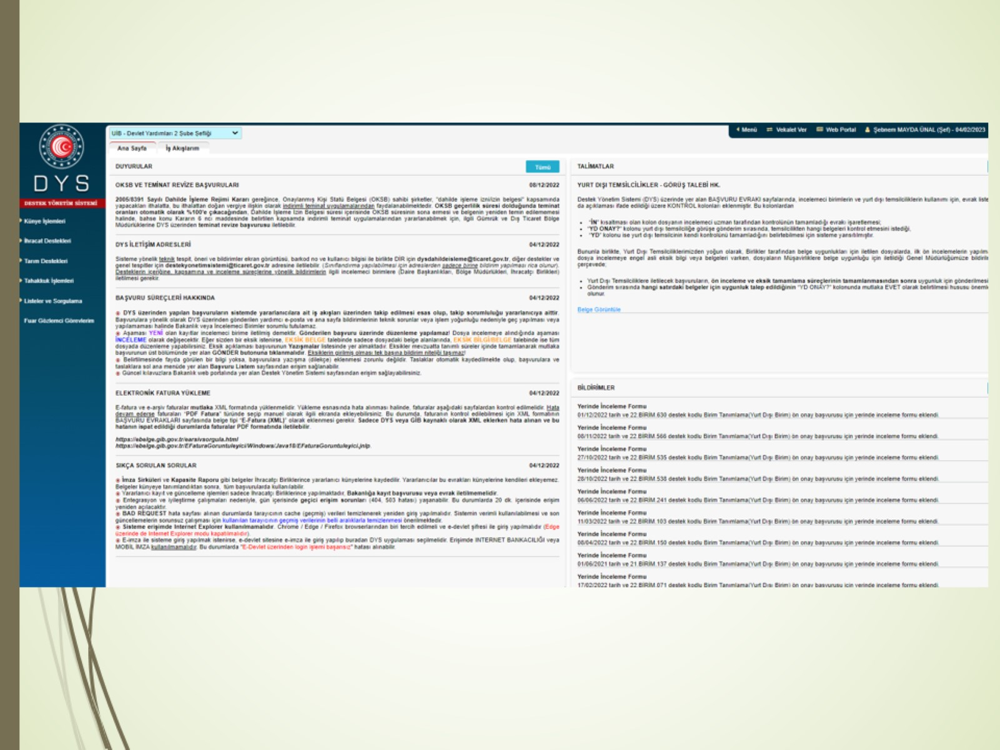 DYS
DESTEK YÖNETİM SİSTEMİ
Künye İşlemleri
İhracat Destekleri
Tarım Destekleri
Tahakkuk İşlemleri
Listeler ve Sorgulama
Fuar Gözlemci Görevlerim
UİB - Devlet Yardımları 2 Şube Şefliği
Menü Vekalet Ver Web Portal Şebnem MAYDA ÜNAL (Şef) - 04/02/2023
Ana Sayfa İş Akışlarım
DUYURULAR Tümü
OKSB VE TEMİNAT REVİZE BAŞVURULARI 08/12/2022
2005/8391 Sayılı Dahilde İşleme Rejimi Kararı gereğince, Onaylanmış Kişi Statü Belgesi (OKSB) sahibi şirketler, "dahilde işleme izni/izin belgesi" kapsamında
yapacakları ithalatta, bu ithalattan doğan vergiye ilişkin olarak indirimli teminat uygulamalarından faydalanabilmektedir. OKSB geçerlilik süresi dolduğunda teminat
oranları otomatik olarak %100'e çıkacağından, Dahilde İşleme İzin Belgesi süresi içerisinde OKSB süresinin sona ermesi ve belgenin yeniden temin edilememesi
halinde, bahse konu Kararın 6 ncı maddesinde belirtilen kapsamda indirimli teminat uygulamalarından yararlanabilmek için, ilgili Gümrük ve Dış Ticaret Bölge
Müdürlüklerine DYS üzerinden teminat revize başvurusu iletilebilir.
DYS İLETİŞİM ADRESLERİ 04/12/2022
Sisteme yönelik teknik tespit, öneri ve bildirimler ekran görüntüsü, barkod no ve kullanıcı bilgisi ile birlikte DİR için dysdahildeisleme@ticaret.gov.tr, diğer destekler ve
genel tespitler için destekyonetimsistemi@ticaret.gov.tr adresine iletilebilir. (Sınıflandırma yapılabilmesi için adreslerden sadece birine bildirim yapılması rica olunur).
Desteklerin içeriğine, kapsamına ve inceleme süreçlerine yönelik bildirimlerin ilgili incelemeci birimlere (Daire Başkanlıkları, Bölge Müdürlükleri, İhracatçı Birlikleri)
iletilmesi gerekir.
BAŞVURU SÜREÇLERİ HAKKINDA 04/12/2022
DYS üzerinden yapılan başvuruların sistemde yararlanıcılara ait iş akışları üzerinden takip edilmesi esas olup, takip sorumluluğu yararlanıcıya aittir.
Başvurulara yönelik olarak DYS üzerinden gönderilen yardımcı e-posta ve ana sayfa bildirimlerinin teknik sorunlar veya işlem yoğunluğu nedeniyle geç yapılması veya
yapılamaması halinde Bakanlık veya İncelemeci Birimler sorumlu tutulamaz.
Aşaması YENİ olan kayıtlar incelemeci birime iletilmiş demektir. Gönderilen başvuru üzerinde düzenleme yapılamaz! Dosya incelemeye alındığında aşaması
İNCELEME olarak değişecektir. Eğer sizden bir eksik istenirse, EKSİK BELGE talebinde sadece dosyadaki belge alanlarında, EKSİK BİLGİ/BELGE talebinde ise tüm
dosyada düzenleme yapabilirsiniz. Eksik açıklaması başvurunun Yazışmalar listesinde yer almaktadır. Eksikler mevzuatta tanımlı süreler içinde tamamlanarak mutlaka
başvurunun üst bölümünde yer alan GÖNDER butonuna tıklanmalıdır. Eksiklerin girilmiş olması tek başına bildirim niteliği taşımaz!
Belirtilmesinde fayda görülen bir bilgi yoksa, başvurulara yazışma (dilekçe) eklenmesi zorunlu değildir. Taslaklar otomatik kaydedilmekte olup, başvurulara ve
taslaklara sol ana menüde yer alan Başvuru Listem sayfasından erişim sağlanabilir.
Güncel kılavuzlara Bakanlık web portalında yer alan Destek Yönetim Sistemi sayfasından erişim sağlayabilirsiniz.
ELEKTRONİK FATURA YÜKLEME 04/12/2022
E-fatura ve e-arşiv faturalar mutlaka XML formatında yüklenmelidir. Yükleme esnasında hata alınması halinde, faturalar aşağıdaki sayfalardan kontrol edilmelidir. Hata
devam ederse faturaları "PDF Fatura" türünde seçip manuel olarak ilgili ekranda ekleyebilirsiniz. Bu durumda, faturanın kontrol edilebilmesi için XML formatının
BAŞVURU EVRAKLARI sayfasında belge tipi "E-Fatura (XML)" olarak eklenmesi gerekir. Sadece DYS veya GİB kaynaklı olarak XML eklerken hata alınan ve bu
hatanın ispat edildiği durumlarda faturalar PDF formatında iletilebilir.
https://ebelge.gib.gov.tr/earsivsorgula.html
https://ebelge.gib.gov.tr/EFaturaGoruntuleyici/Windows/Java18/EFaturaGoruntuleyici.jnlp.
SIKÇA SORULAN SORULAR 04/12/2022
İmza Sirküleri ve Kapasite Raporu gibi belgeler İhracatçı Birliklerince yararlanıcı künyelerine kaydedilir. Yararlanıcılar bu evrakları künyelerine kendileri ekleyemez.
Belgeler künyeye tanımlandıktan sonra, tüm başvurularda kullanılabilir.
Yararlanıcı kayıt ve güncelleme işlemleri sadece İhracatçı Birliklerince yapılmaktadır, Bakanlığa kayıt başvurusu veya evrak iletilmemelidir.
Entegrasyon ve iyileştirme çalışmaları nedeniyle, gün içerisinde geçici erişim sorunları (404, 503 hatası) yaşanabilir. Bu durumlarda 20 dk. içerisinde erişim
yeniden açılacaktır.
BAD REQUEST hata sayfası alınan durumlarda tarayıcının cache (geçmiş) verileri temizlenerek yeniden giriş yapılmalıdır. Sistemin verimli kullanılabilmesi ve son
güncellemelerin sorunsuz çalışması için kullanılan tarayıcının geçmiş verilerinin belli aralıklarla temizlenmesi önerilmektedir.
Sisteme erişimde Internet Explorer kullanılmamalıdır. Chrome / Edge / Firefox browserlarından biri tercih edilmeli ve e-devlet şifresi ile giriş yapılmalıdır (Edge
üzerinde de Internet Explorer modu kapatılmalıdır).
E-imza ile sisteme giriş yapılmak istenirse, e-devlet sitesine e-imza ile giriş yapılıp buradan DYS uygulaması seçilmelidir. Erişimde INTERNET BANKACILIĞI veya
MOBİL İMZA kullanılmamalıdır. Bu durumlarda "E-Devlet üzerinden login işlemi başarısız" hatası alınabilir.
TALİMATLAR
YURT DIŞI TEMSİLCİLİKLER - GÖRÜŞ TALEBİ HK.
Destek Yönetim Sistemi (DYS) üzerinde yer alan BAŞVURU EVRAKI sayfalarında, incelemeci birimlerin ve yurt dışı temsilciliklerin kullanımı için, evrak liste
da açıklaması ifade edildiği üzere KONTROL kolonları eklenmiştir. Bu kolonlardan
"İN" kısaltması olan kolon dosyanın incelemeci uzman tarafından kontrolünün tamamladığı evrakı işaretlemesi;
"YD ONAY?" kolonu yurt dışı temsilciliğe görüşe gönderim sırasında, temsilcilikten hangi belgeleri kontrol etmesini istediği,
"YD" kolonu ise yurt dışı temsilcinin kendi kontrolünü tamamladığını belirtebilmesi için sisteme yansıtılmıştır.
Bununla birlikte, Yurt Dışı Temsilciliklerimizden yoğun olarak, Birlikler tarafından belge uygunlukları için iletilen dosyalarda, ilk ön incelemelerin yapılm
dosya incelemeye engel asli eksik bilgi veya belgeleri varken, dosyaların Müşavirliklere belge uygunluğu için iletildiği Genel Müdürlüğümüze bildirile
çerçevede;
Yurt Dışı Temsilciliklere iletilecek başvuruların, ön inceleme ve eksik tamamlama süreçlerinin tamamlanmasından sonra uygunluk için gönderilmesi
Gönderim sırasında hangi satırdaki belgeler için uygunluk talep edildiğinin "YD ONAY?" kolonunda mutlaka EVET olarak belirtilmesi hususu önemle
olunur.
Belge Görüntüle
BİLDİRİMLER
Yerinde İnceleme Formu
01/12/2022 tarih ve 22.BİRİM.630 destek kodlu Birim Tanımlama(Yurt Dışı Birim) ön onay başvurusu için yerinde inceleme formu eklendi.
Yerinde İnceleme Formu
08/11/2022 tarih ve 22.BİRİM.566 destek kodlu Birim Tanımlama(Yurt Dışı Birim) ön onay başvurusu için yerinde inceleme formu eklendi.
Yerinde İnceleme Formu
27/10/2022 tarih ve 22.BİRİM.535 destek kodlu Birim Tanımlama(Yurt Dışı Birim) ön onay başvurusu için yerinde inceleme formu eklendi.
Yerinde İnceleme Formu
28/10/2022 tarih ve 22.BİRİM.538 destek kodlu Birim Tanımlama(Yurt Dışı Birim) ön onay başvurusu için yerinde inceleme formu eklendi.
Yerinde İnceleme Formu
06/06/2022 tarih ve 22.BİRİM.241 destek kodlu Birim Tanımlama(Yurt Dışı Birim) ön onay başvurusu için yerinde inceleme formu eklendi.
Yerinde İnceleme Formu
11/03/2022 tarih ve 22.BİRİM.103 destek kodlu Birim Tanımlama(Yurt Dışı Birim) ön onay başvurusu için yerinde inceleme formu eklendi.
Yerinde İnceleme Formu
08/04/2022 tarih ve 22.BİRİM.150 destek kodlu Birim Tanımlama(Yurt Dışı Birim) ön onay başvurusu için yerinde inceleme formu eklendi.
Yerinde İnceleme Formu
01/06/2021 tarih ve 21.BİRİM.137 destek kodlu Birim Tanımlama(Yurt Dışı Birim) ön onay başvurusu için yerinde inceleme formu eklendi.
Yerinde İnceleme Formu
17/02/2022 tarih ve 22.BİRİM.071 destek kodlu Birim Tanımlama(Yurt Dışı Birim) ön onay başvurusu için yerinde inceleme formu eklendi.